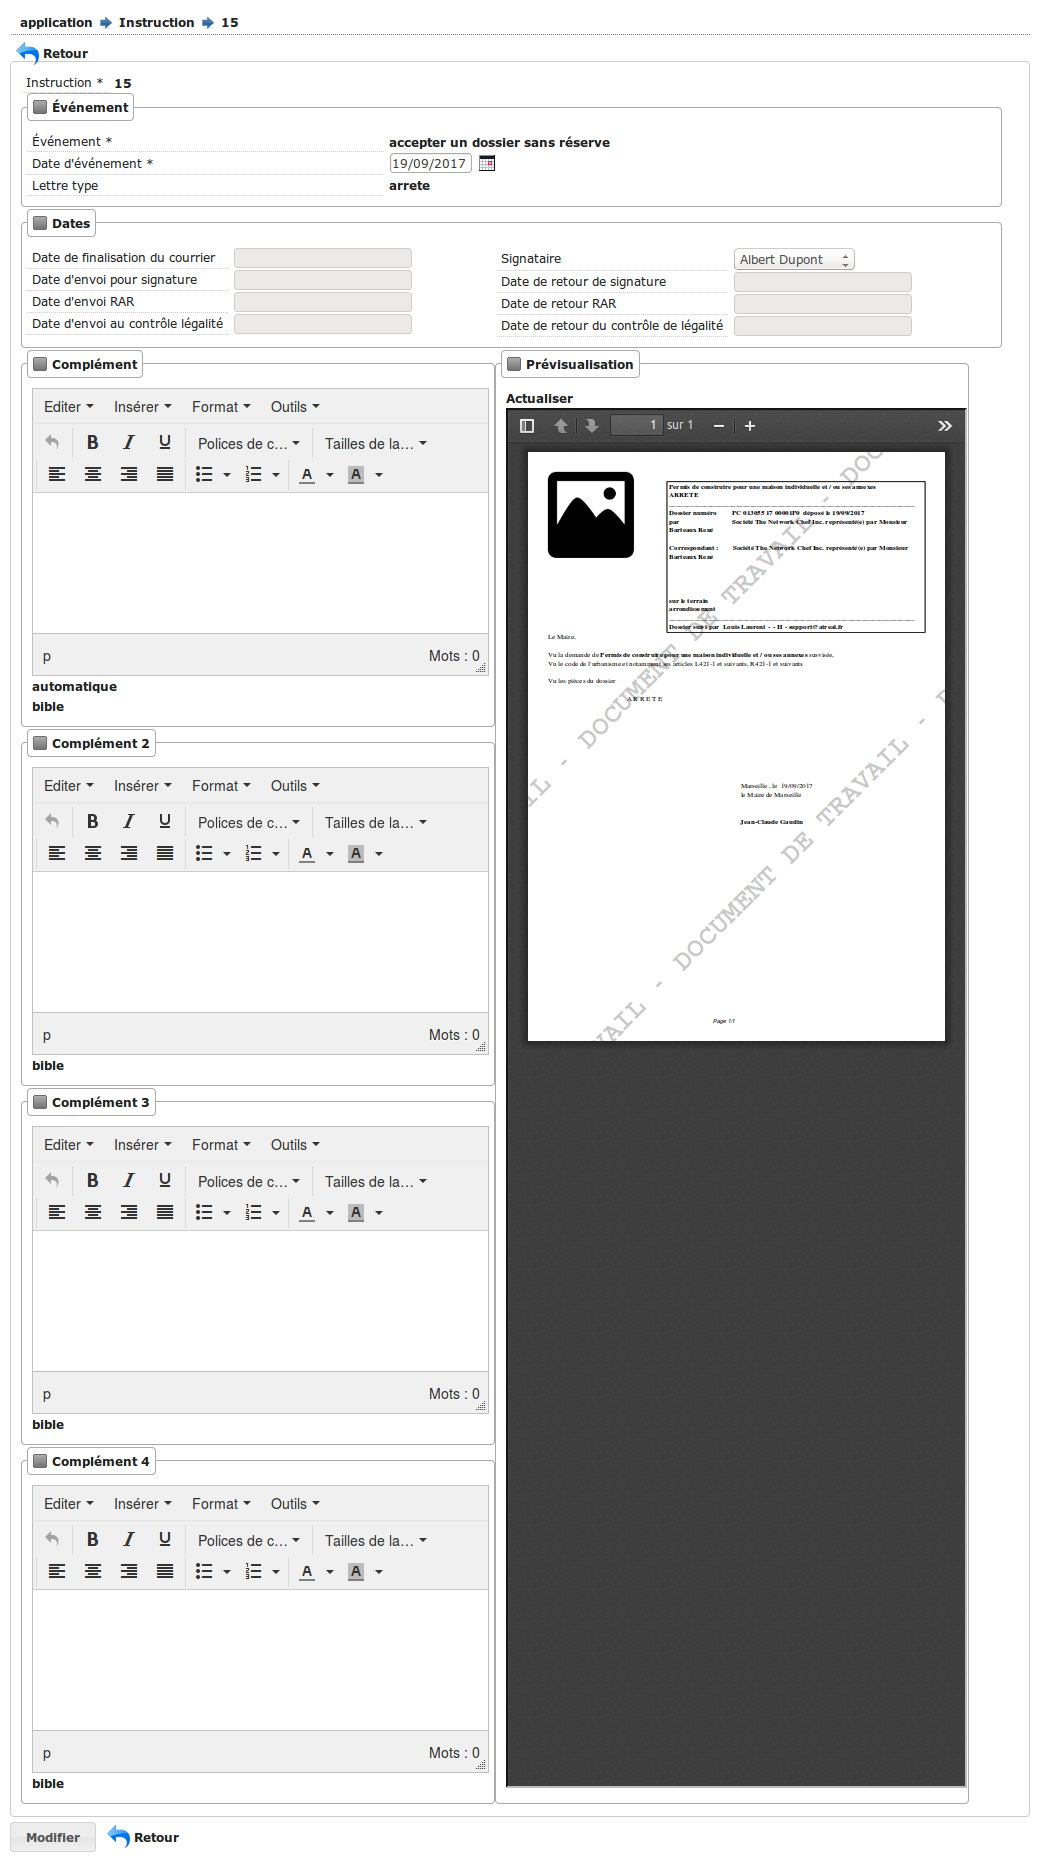 application Instruction 15
Retour
Instruction * 15
Événement
Événement * accepter un dossier sans réserve
Date d'événement * 19/09/2017
Lettre type arrete
Dates
Date de finalisation du courrier
Date d'envoi pour signature
Date d'envoi RAR
Date d'envoi au contrôle légalité
Signataire Albert Dupont
Date de retour de signature
Date de retour RAR
Date de retour du contrôle de légalité
Complément
Editer Insérer Format Outils
B I U Polices de c... Tailles de la...
A A
p Mots : 0
automatique
bible
Complément 2
Editer Insérer Format Outils
B I U Polices de c... Tailles de la...
A A
p Mots : 0
bible
Complément 3
Editer Insérer Format Outils
B I U Polices de c... Tailles de la...
A A
p Mots : 0
bible
Complément 4
Editer Insérer Format Outils
B I U Polices de c... Tailles de la...
A A
p Mots : 0
bible
Prévisualisation
Actualiser
1 sur 1
Permis de construire pour une maison individuelle et / ou ses annexes
ARRETE
Dossier numéro PC 013055 17 00001P0 déposé le 19/09/2017
par Société The Network Chef Inc. représenté(e) par Monsieur
Barteaux René
Correspondant : Société The Network Chef Inc. représenté(e) par Monsieur
Barteaux René
sur le terrain
arrondissement
Dossier suivi par Louis Laurent - - H - support@atreal.fr
Le Maire,
Vu la demande de Permis de construire pour une maison individuelle et / ou ses annexes susvisée,
Vu le code de l'urbanisme et notamment ses articles L421-1 et suivants, R421-1 et suivants
Vu les pièces du dossier
A R R E T E
Marseille , le 19/09/2017
le Maire de Marseille
Jean-Claude Gaudin
Page 1/1
IL - DOCUMENT DE TRAVAIL - DOC
VAIL - DOCUMENT DE TRAVAIL - D
Modifier Retour